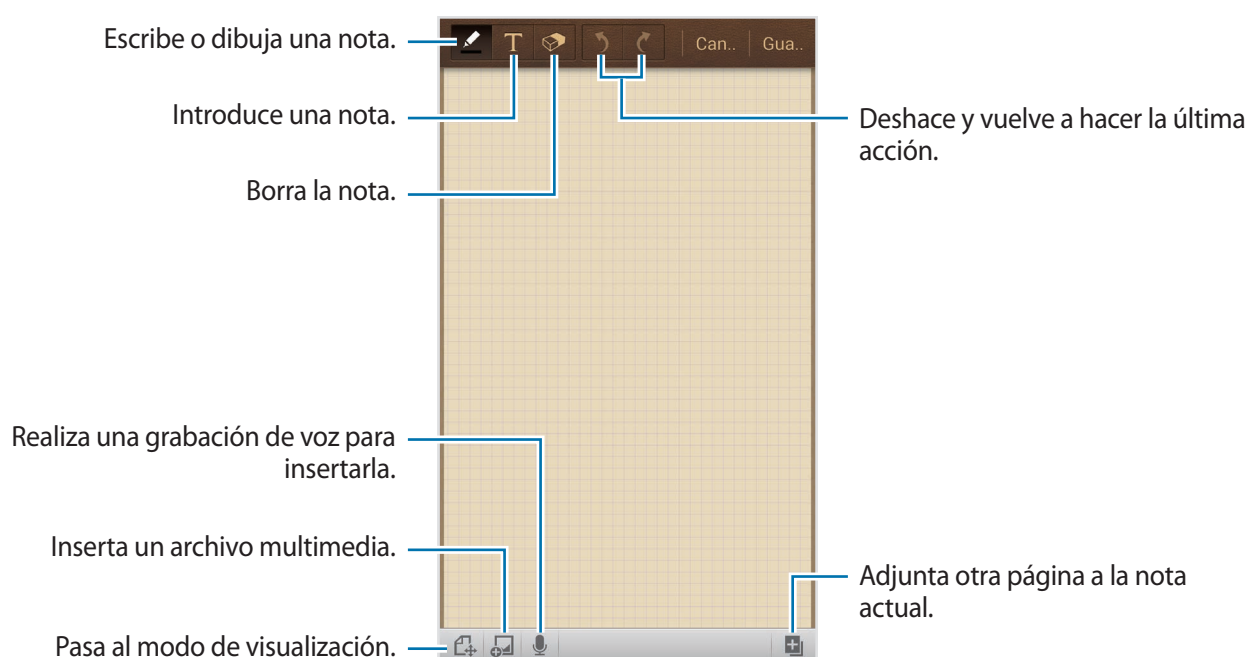 Escribe o dibuja una nota.
T
Can..
Gua..
Introduce una nota.
Deshace y vuelve a hacer la última
acción.
Borra la nota.
Realiza una grabación de voz para
insertarla.
Inserta un archivo multimedia.
Adjunta otra página a la nota
actual.
Pasa al modo de visualización.